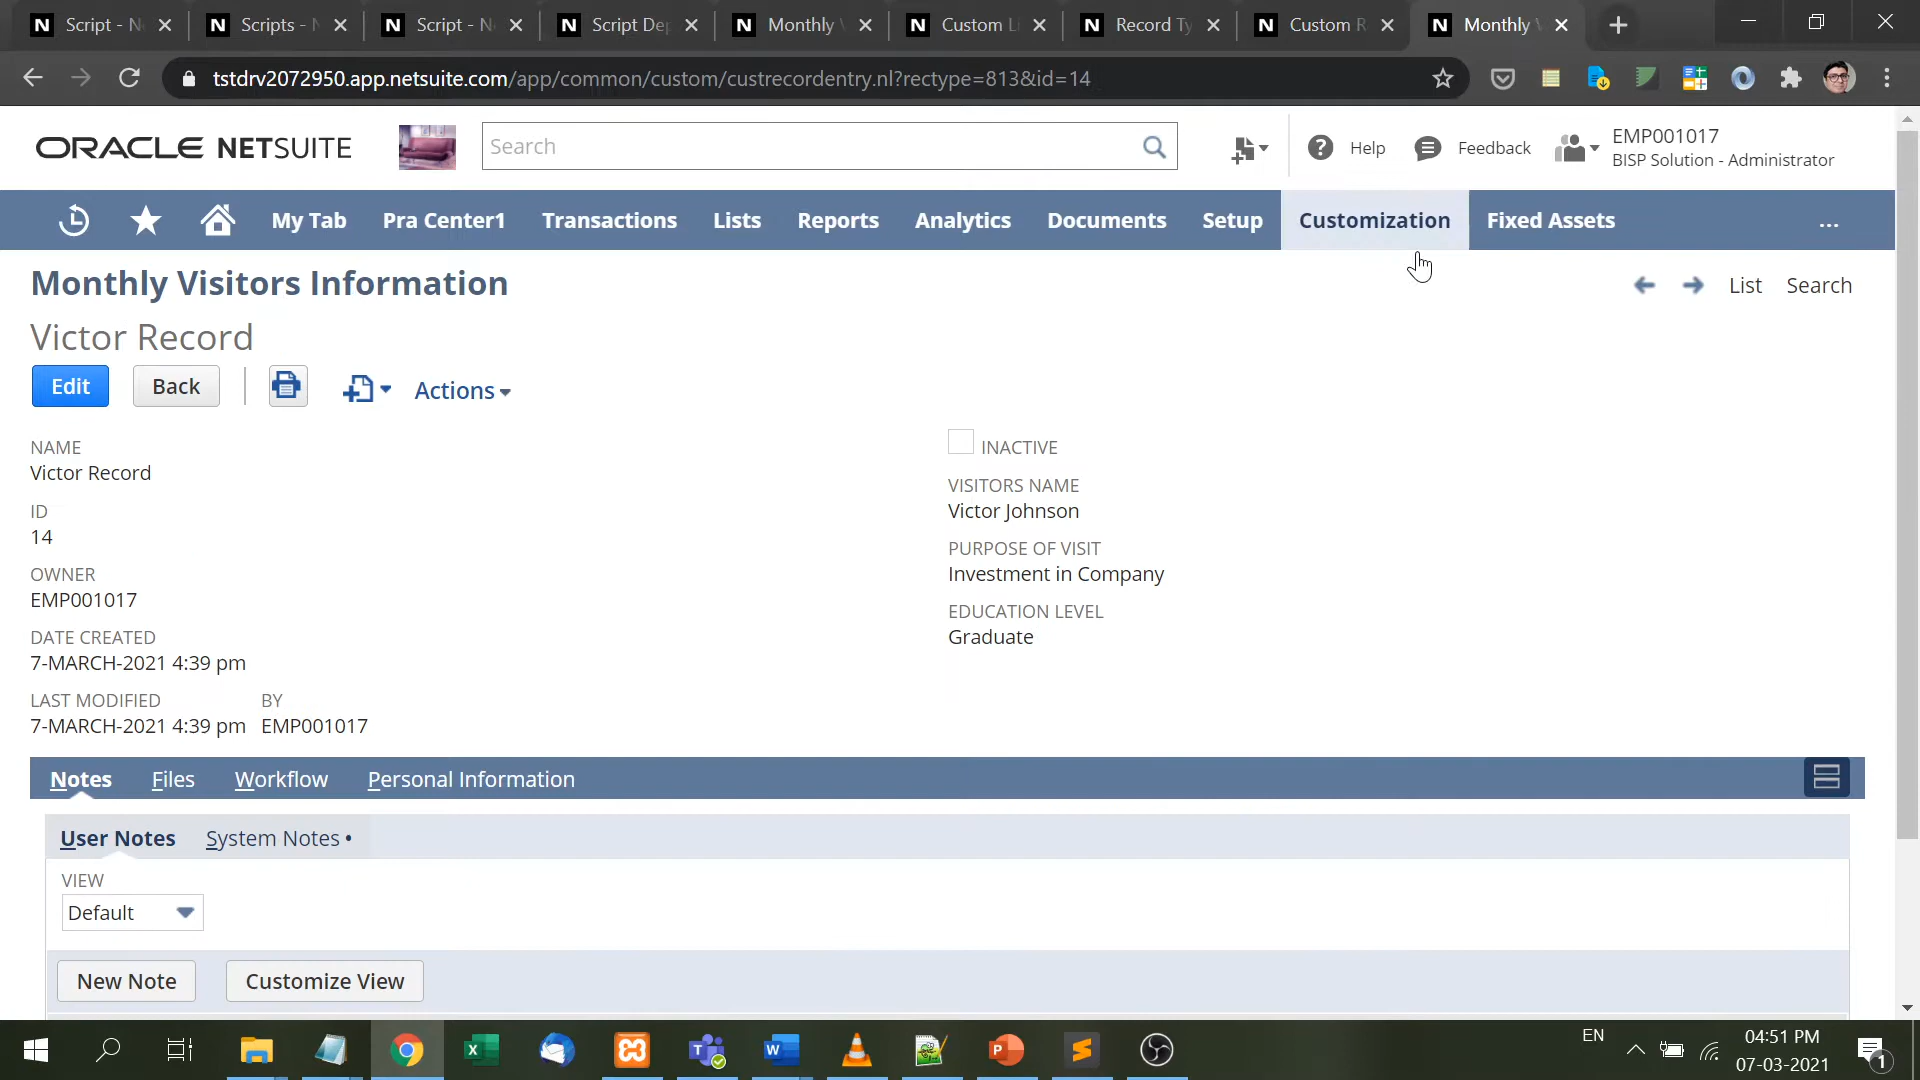 Script - N
Scripts - N
Script - N
Script De
Monthly V
Custom L
Record Ty
Custom R
Monthly V
tstdrv2072950.app.netsuite.com/app/common/custom/custrecordentry.nl?rectype=813&id=14
ORACLE NETSUITE
Search
Help
Feedback
EMP001017
BISP Solution - Administrator
My Tab
Pra Center1
Transactions
Lists
Reports
Analytics
Documents
Setup
Customization
Fixed Assets
...
Monthly Visitors Information
List
Search
Victor Record
Edit
Back
Actions
NAME
Victor Record
ID
14
OWNER
EMP001017
DATE CREATED
7-MARCH-2021 4:39 pm
LAST MODIFIED
7-MARCH-2021 4:39 pm
BY
EMP001017
INACTIVE
VISITORS NAME
Victor Johnson
PURPOSE OF VISIT
Investment in Company
EDUCATION LEVEL
Graduate
Notes
Files
Workflow
Personal Information
User Notes
System Notes •
VIEW
Default
New Note
Customize View
EN
04:51 PM
07-03-2021
1